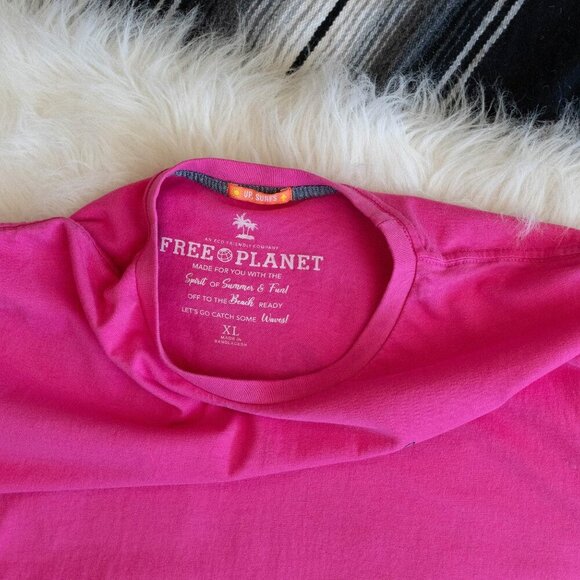 UP, SURFS
AN ECO FRIENDLY COMPANY
FREE PLANET
MADE FOR YOU WITH THE
Spirit OF Summer & Fun!
OFF TO THE Beach READY
LET'S GO CATCH SOME Waves!
XL
MADE IN
BANGLADESH